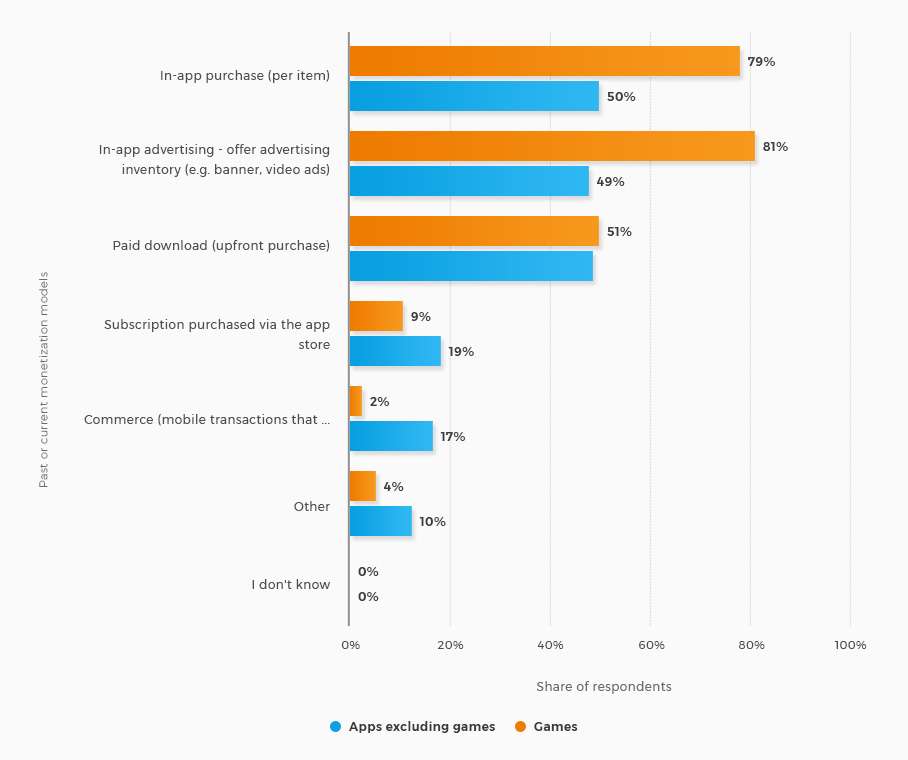 In-app purchase (per item)
79%
50%
In-app advertising - offer advertising
inventory (e.g. banner, video ads)
81%
49%
Paid download (upfront purchase)
51%
Subscription purchased via the app
store
9%
19%
Commerce (mobile transactions that ...
2%
17%
Other
4%
10%
I don't know
0%
0%
Past or current monetization models
0% 20% 40% 60% 80% 100%
Share of respondents
Apps excluding games Games